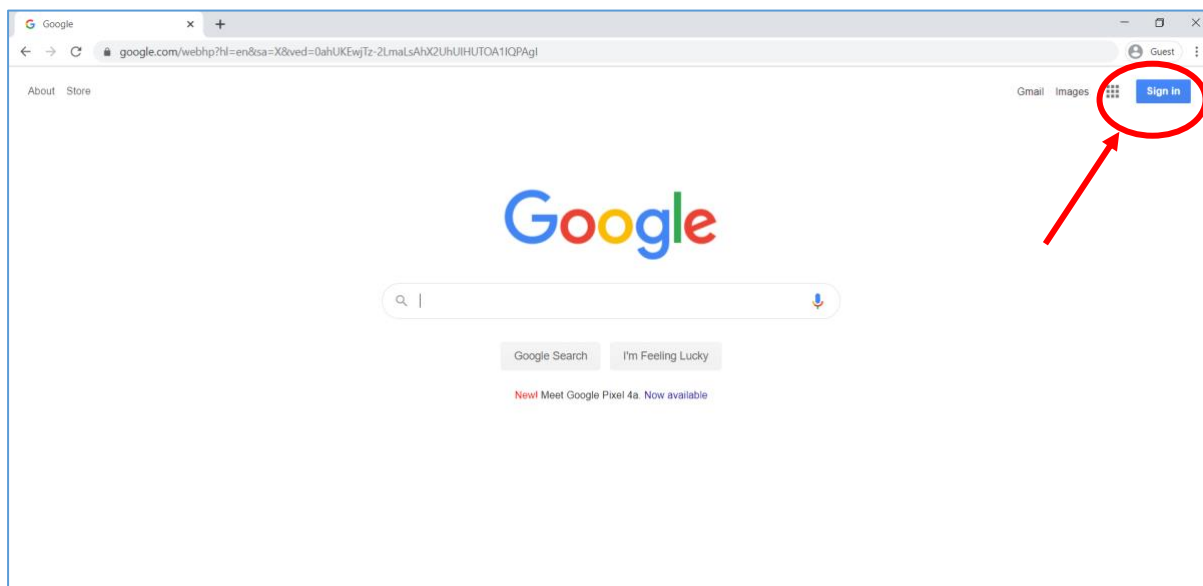 Google
google.com/webhp?hl=en&sa=X&ved=0ahUKEwjTz-2LmaLsAhX2UhUIHUTOA1IQPAgI
Guest
About Store
Gmail Images
Sign in
Google
Google Search
I'm Feeling Lucky
New! Meet Google Pixel 4a. Now available